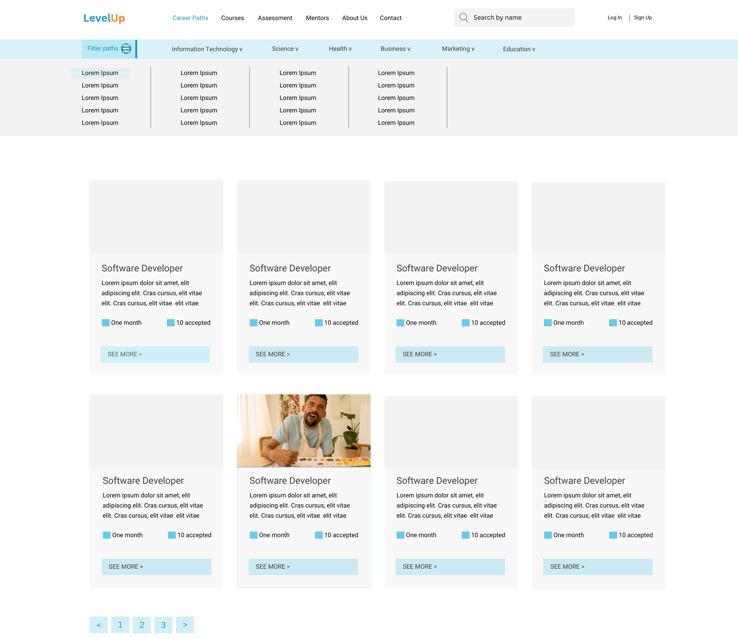 LevelUp
Career Paths Courses Assessment Mentors About Us Contact
Search by name
Log In | Sign Up
Filter paths
Information Technology v Science v Health v Business v Marketing v Education v
Lorem Ipsum Lorem Ipsum Lorem Ipsum Lorem Ipsum
Lorem Ipsum Lorem Ipsum Lorem Ipsum Lorem Ipsum
Lorem Ipsum Lorem Ipsum Lorem Ipsum Lorem Ipsum
Lorem Ipsum Lorem Ipsum Lorem Ipsum Lorem Ipsum
Lorem Ipsum Lorem Ipsum Lorem Ipsum Lorem Ipsum
Software Developer
Lorem ipsum dolor sit amet, elit
adipiscing elit. Cras cursus, elit vitae
elit. Cras cursus, elit vitae elit vitae
One month 10 accepted
SEE MORE >
Software Developer
Lorem ipsum dolor sit amet, elit
adipiscing elit. Cras cursus, elit vitae
elit. Cras cursus, elit vitae elit vitae
One month 10 accepted
SEE MORE >
Software Developer
Lorem ipsum dolor sit amet, elit
adipiscing elit. Cras cursus, elit vitae
elit. Cras cursus, elit vitae elit vitae
One month 10 accepted
SEE MORE >
Software Developer
Lorem ipsum dolor sit amet, elit
adipiscing elit. Cras cursus, elit vitae
elit. Cras cursus, elit vitae elit vitae
One month 10 accepted
SEE MORE >
Software Developer
Lorem ipsum dolor sit amet, elit
adipiscing elit. Cras cursus, elit vitae
elit. Cras cursus, elit vitae elit vitae
One month 10 accepted
SEE MORE >
Software Developer
Lorem ipsum dolor sit amet, elit
adipiscing elit. Cras cursus, elit vitae
elit. Cras cursus, elit vitae elit vitae
One month 10 accepted
SEE MORE >
Software Developer
Lorem ipsum dolor sit amet, elit
adipiscing elit. Cras cursus, elit vitae
elit. Cras cursus, elit vitae elit vitae
One month 10 accepted
SEE MORE >
Software Developer
Lorem ipsum dolor sit amet, elit
adipiscing elit. Cras cursus, elit vitae
elit. Cras cursus, elit vitae elit vitae
One month 10 accepted
SEE MORE >
< 1 2 3 >